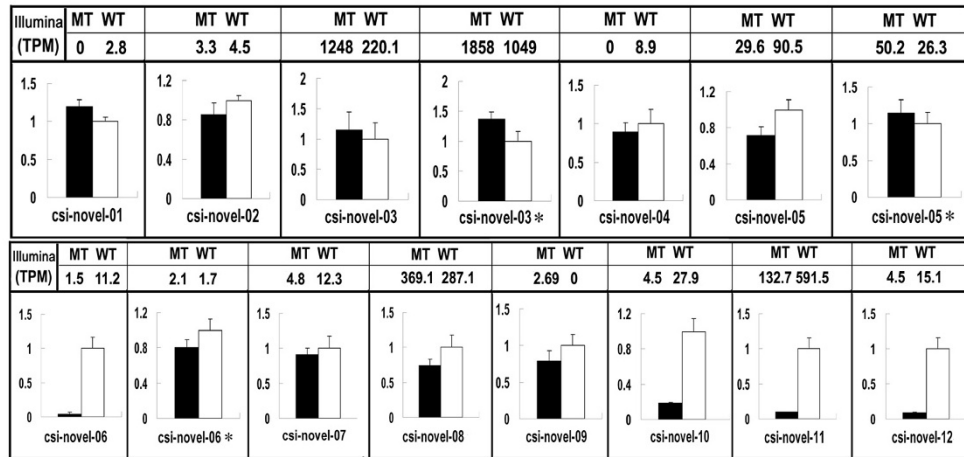 Illumina MT WT MT WT MT WT MT WT MT WT MT WT MT WT
(TPM) 0 2.8 3.3 4.5 1248 220.1 1858 1049 0 8.9 29.6 90.5 50.2 26.3
1.5 1.2 2 2 1.5 1.2 1.5
1 0.8 1.5 1.5 1 0.8 1
0.5 0.4 1 1 0.5 0.4 0.5
0 0 0.5 0.5 0 0 0
0 0
csi-novel-01 csi-novel-02 csi-novel-03 csi-novel-03* csi-novel-04 csi-novel-05 csi-novel-05*
Illumina MT WT MT WT MT WT MT WT MT WT MT WT MT WT MT WT
(TPM) 1.5 11.2 2.1 1.7 4.8 12.3 369.1 287.1 2.69 0 4.5 27.9 132.7 591.5 4.5 15.1
1.5 1.2 1.5 1.5 1.5 1.2 1.5 1.5
1 0.8 1 1 1 0.8 1 1
0.5 0.4 0.5 0.5 0.5 0.4 0.5 0.5
0 0 0 0 0 0 0 0
csi-novel-06 csi-novel-06* csi-novel-07 csi-novel-08 csi-novel-09 csi-novel-10 csi-novel-11 csi-novel-12